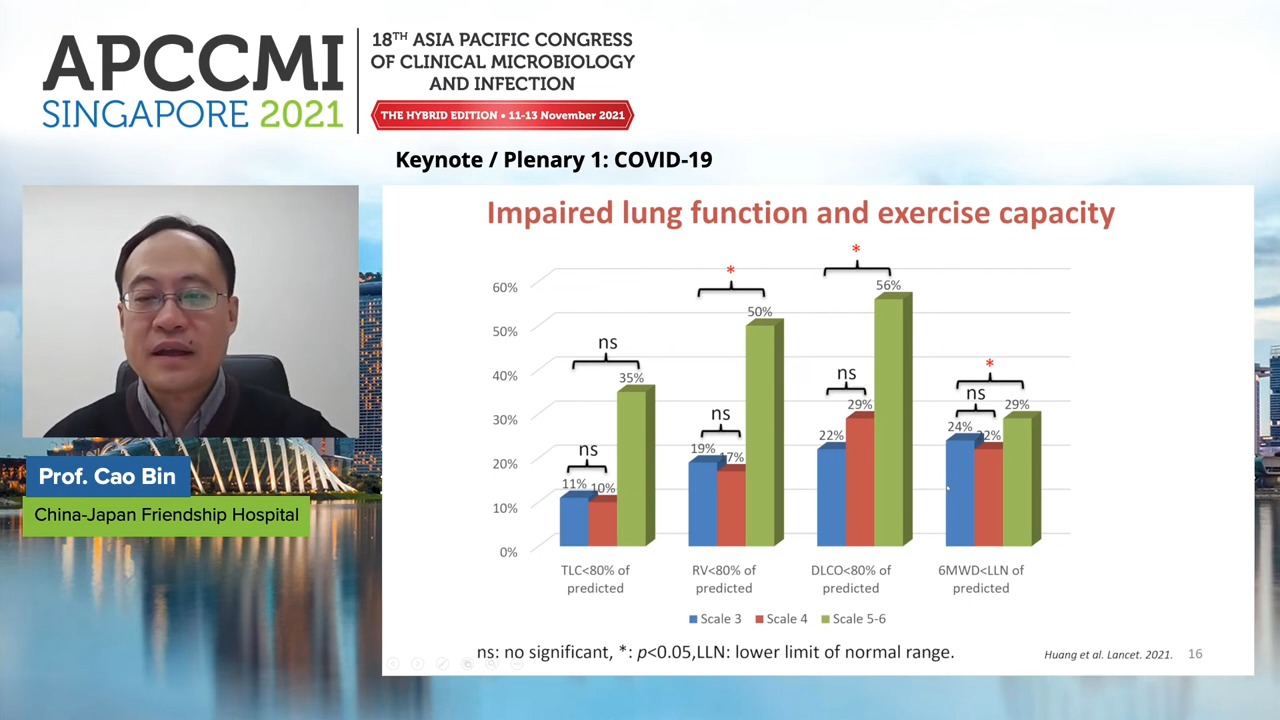 APCCMI
SINGAPORE 2021
18TH ASIA PACIFIC CONGRESS
OF CLINICAL MICROBIOLOGY
AND INFECTION
THE HYBRID EDITION • 11-13 November 2021
Keynote / Plenary 1: COVID-19
Prof. Cao Bin
China-Japan Friendship Hospital
Impaired lung function and exercise capacity
60%
50%
40%
30%
20%
10%
0%
ns
ns
11%
10%
35%
*
ns
19%
17%
50%
*
ns
22%
29%
56%
*
ns
24%
22%
29%
TLC<80% of
predicted
RV<80% of
predicted
DLCO<80% of
predicted
6MWD<LLN of
predicted
Scale 3 Scale 4 Scale 5-6
ns: no significant, *: p<0.05,LLN: lower limit of normal range.
Huang et al. Lancet. 2021. 16